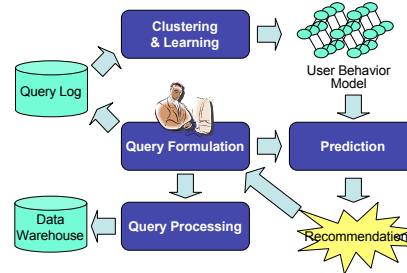 Clustering
& Learning
Query Log
User Behavior
Model
Query Formulation
Prediction
Data
Warehouse
Query Processing
Recommendation